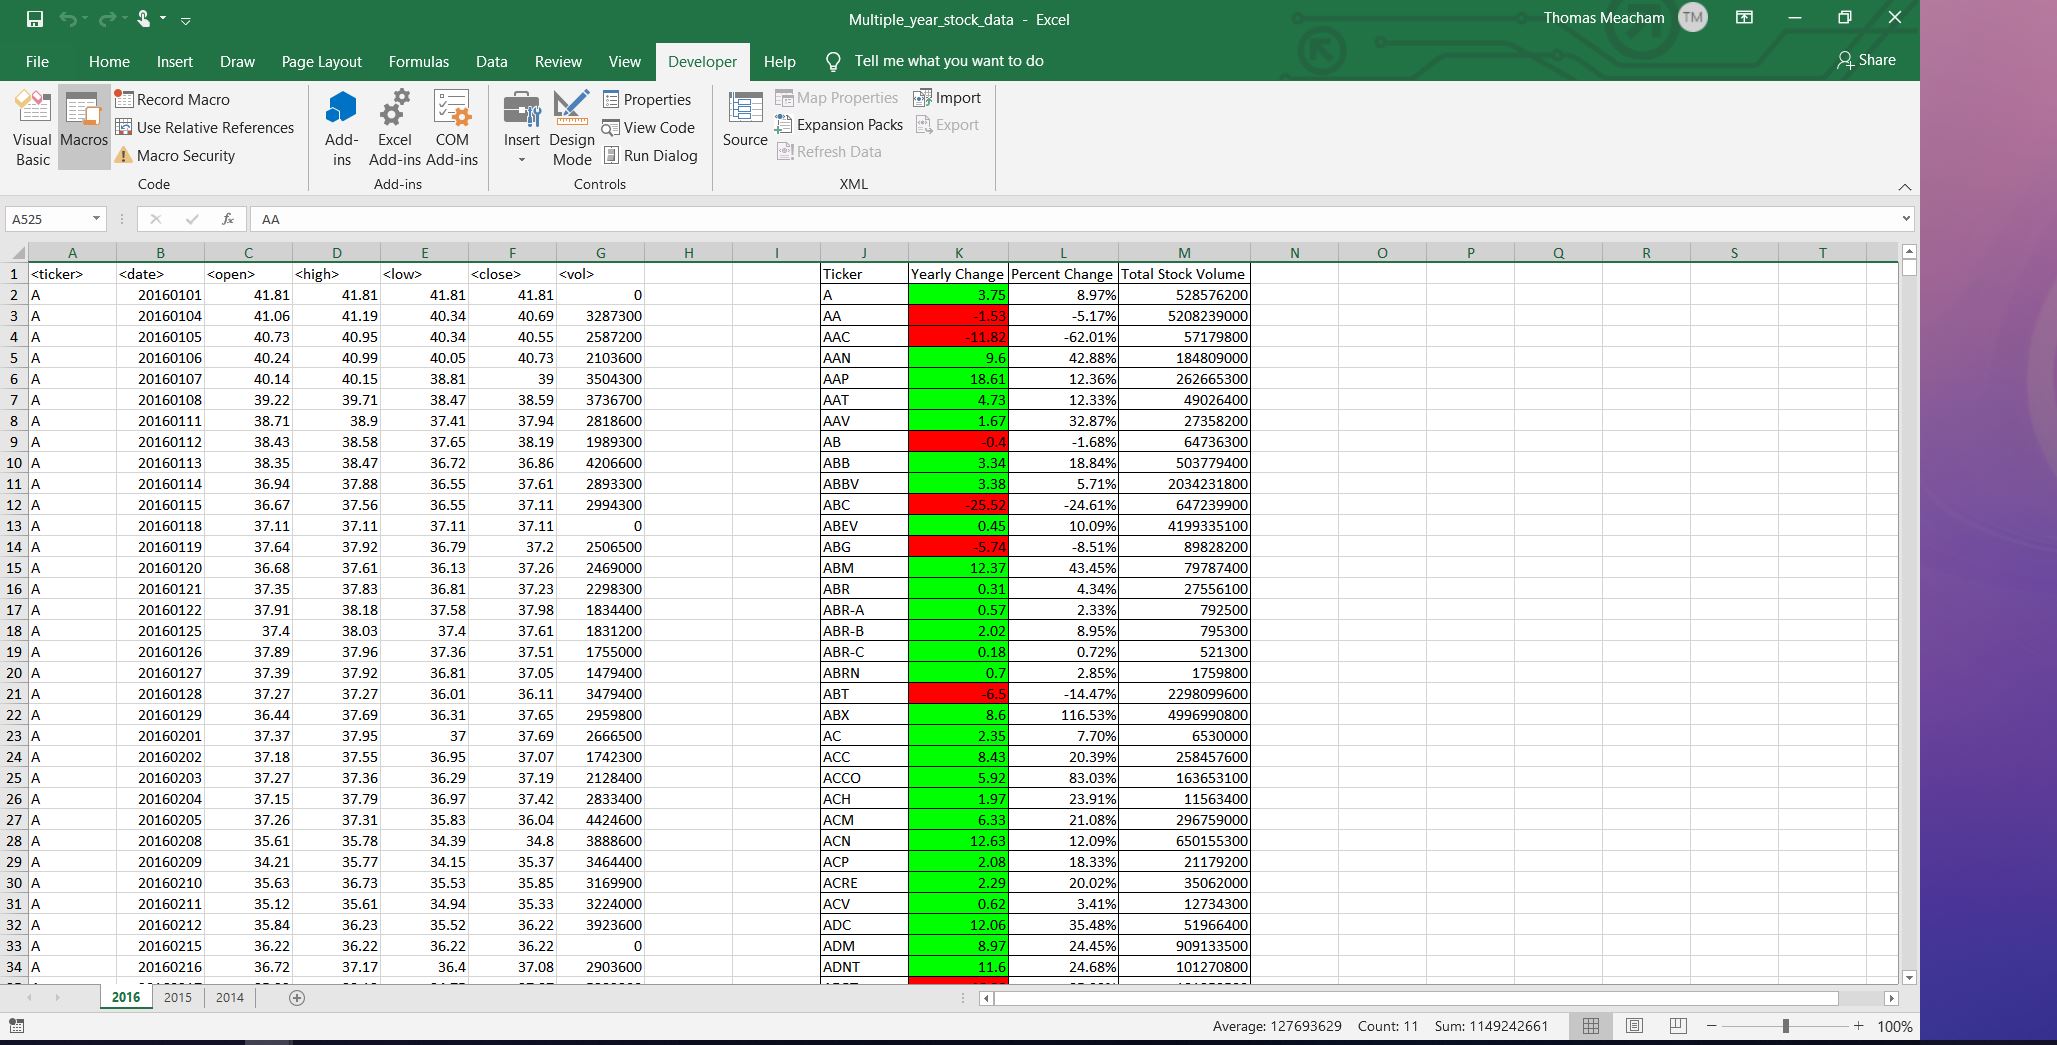 Multiple_year_stock_data - Excel
Thomas Meacham TM
File Home Insert Draw Page Layout Formulas Data Review View Developer Help Tell me what you want to do Share
Visual Basic
Macros
Record Macro
Use Relative References
Macro Security
Code
Add-ins
Excel Add-ins
COM Add-ins
Add-ins
Insert
Design Mode
Properties
View Code
Run Dialog
Controls
Source
Map Properties
Expansion Packs
Refresh Data
Import
Export
XML
A525 fx AA
A B C D E F G H I J K L M N O P Q R S T
1 <ticker> <date> <open> <high> <low> <close> <vol> Ticker Yearly Change Percent Change Total Stock Volume
2 A 20160101 41.81 41.81 41.81 41.81 0 A 3.75 8.97% 528576200
3 A 20160104 41.06 41.19 40.34 40.69 3287300 AA -1.53 -5.17% 5208239000
4 A 20160105 40.73 40.95 40.34 40.55 2587200 AAC -11.82 -62.01% 57179800
5 A 20160106 40.24 40.99 40.05 40.73 2103600 AAN 9.6 42.88% 184809000
6 A 20160107 40.14 40.15 38.81 39 3504300 AAP 18.61 12.36% 262665300
7 A 20160108 39.22 39.71 38.47 38.59 3736700 AAT 4.73 12.33% 49026400
8 A 20160111 38.71 38.9 37.41 37.94 2818600 AAV 1.67 32.87% 27358200
9 A 20160112 38.43 38.58 37.65 38.19 1989300 AB -0.4 -1.68% 64736300
10 A 20160113 38.35 38.47 36.72 36.86 4206600 ABB 3.34 18.84% 503779400
11 A 20160114 36.94 37.88 36.55 37.61 2893300 ABBV 3.38 5.71% 2034231800
12 A 20160115 36.67 37.56 36.55 37.11 2994300 ABC -25.52 -24.61% 647239900
13 A 20160118 37.11 37.11 37.11 37.11 0 ABEV 0.45 10.09% 4199335100
14 A 20160119 37.64 37.92 36.79 37.2 2506500 ABG -5.74 -8.51% 89828200
15 A 20160120 36.68 37.61 36.13 37.26 2469000 ABM 12.37 43.45% 79787400
16 A 20160121 37.35 37.83 36.81 37.23 2298300 ABR 0.31 4.34% 27556100
17 A 20160122 37.91 38.18 37.58 37.98 1834400 ABR-A 0.57 2.33% 792500
18 A 20160125 37.4 38.03 37.4 37.61 1831200 ABR-B 2.02 8.95% 795300
19 A 20160126 37.89 37.96 37.36 37.51 1755000 ABR-C 0.18 0.72% 521300
20 A 20160127 37.39 37.92 36.81 37.05 1479400 ABRN 0.7 2.85% 1759800
21 A 20160128 37.27 37.27 36.01 36.11 3479400 ABT -6.5 -14.47% 2298099600
22 A 20160129 36.44 37.69 36.31 37.65 2959800 ABX 8.6 116.53% 4996990800
23 A 20160201 37.37 37.95 37 37.69 2666500 AC 2.35 7.70% 6530000
24 A 20160202 37.18 37.55 36.95 37.07 1742300 ACC 8.43 20.39% 258457600
25 A 20160203 37.27 37.36 36.29 37.19 2128400 ACCO 5.92 83.03% 163653100
26 A 20160204 37.15 37.79 36.97 37.42 2833400 ACH 1.97 23.91% 11563400
27 A 20160205 37.26 37.31 35.83 36.04 4424600 ACM 6.33 21.08% 296759000
28 A 20160208 35.61 35.78 34.39 34.8 3888600 ACN 12.63 12.09% 650155300
29 A 20160209 34.21 35.77 34.15 35.37 3464400 ACP 2.08 18.33% 21179200
30 A 20160210 35.63 36.73 35.53 35.85 3169900 ACRE 2.29 20.02% 35062000
31 A 20160211 35.12 35.61 34.94 35.33 3224000 ACV 0.62 3.41% 12734300
32 A 20160212 35.84 36.23 35.52 36.22 3923600 ADC 12.06 35.48% 51966400
33 A 20160215 36.22 36.22 36.22 36.22 0 ADM 8.97 24.45% 909133500
34 A 20160216 36.72 37.17 36.4 37.08 2903600 ADNT 11.6 24.68% 101270800
2016 2015 2014
Average: 127693629 Count: 11 Sum: 1149242661 100%